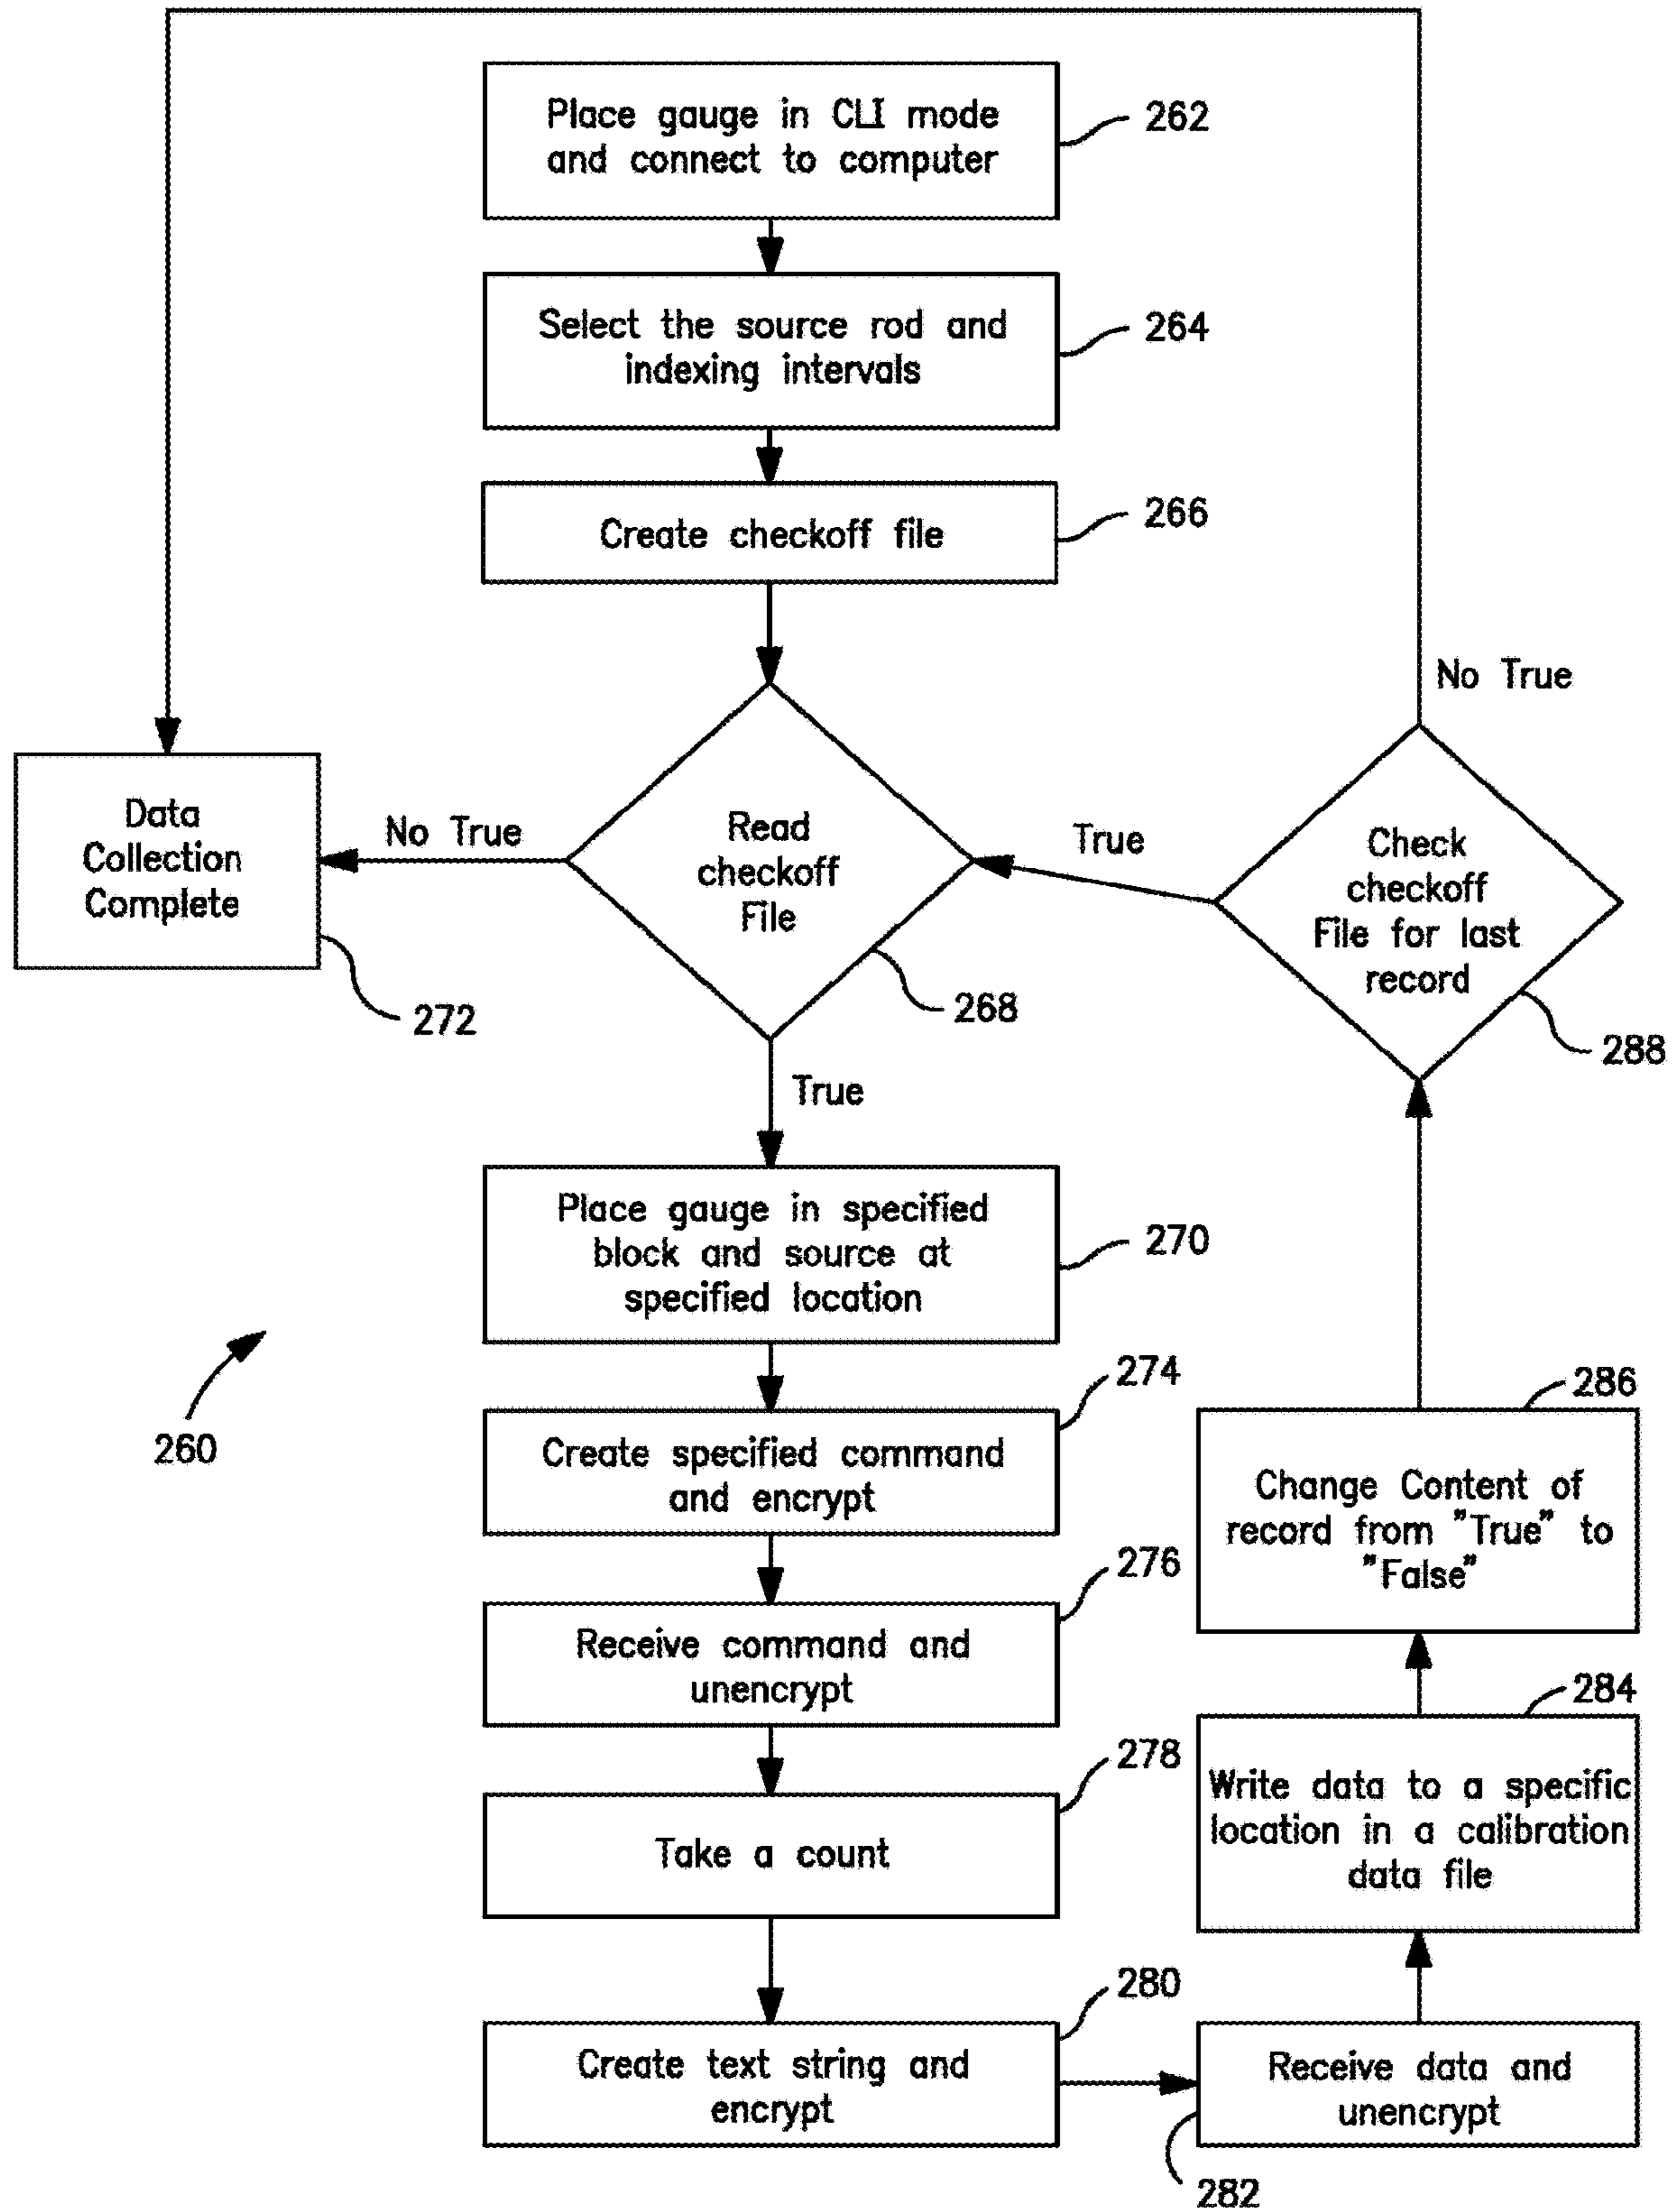 Place gauge in CLI mode
and connect to computer
262
Select the source rod and
indexing intervals
264
Create checkoff file
266
No True
Data
Collection
Complete
272
No True
Read
checkoff
File
268
True
Check
checkoff
File for last
record
288
True
Place gauge in specified
block and source at
specified location
270
260
Create specified command
and encrypt
274
Receive command and
unencrypt
276
Take a count
278
Create text string and
encrypt
280
Receive data and
unencrypt
282
Write data to a specific
location in a calibration
data file
284
Change Content of
record from "True" to
"False"
286